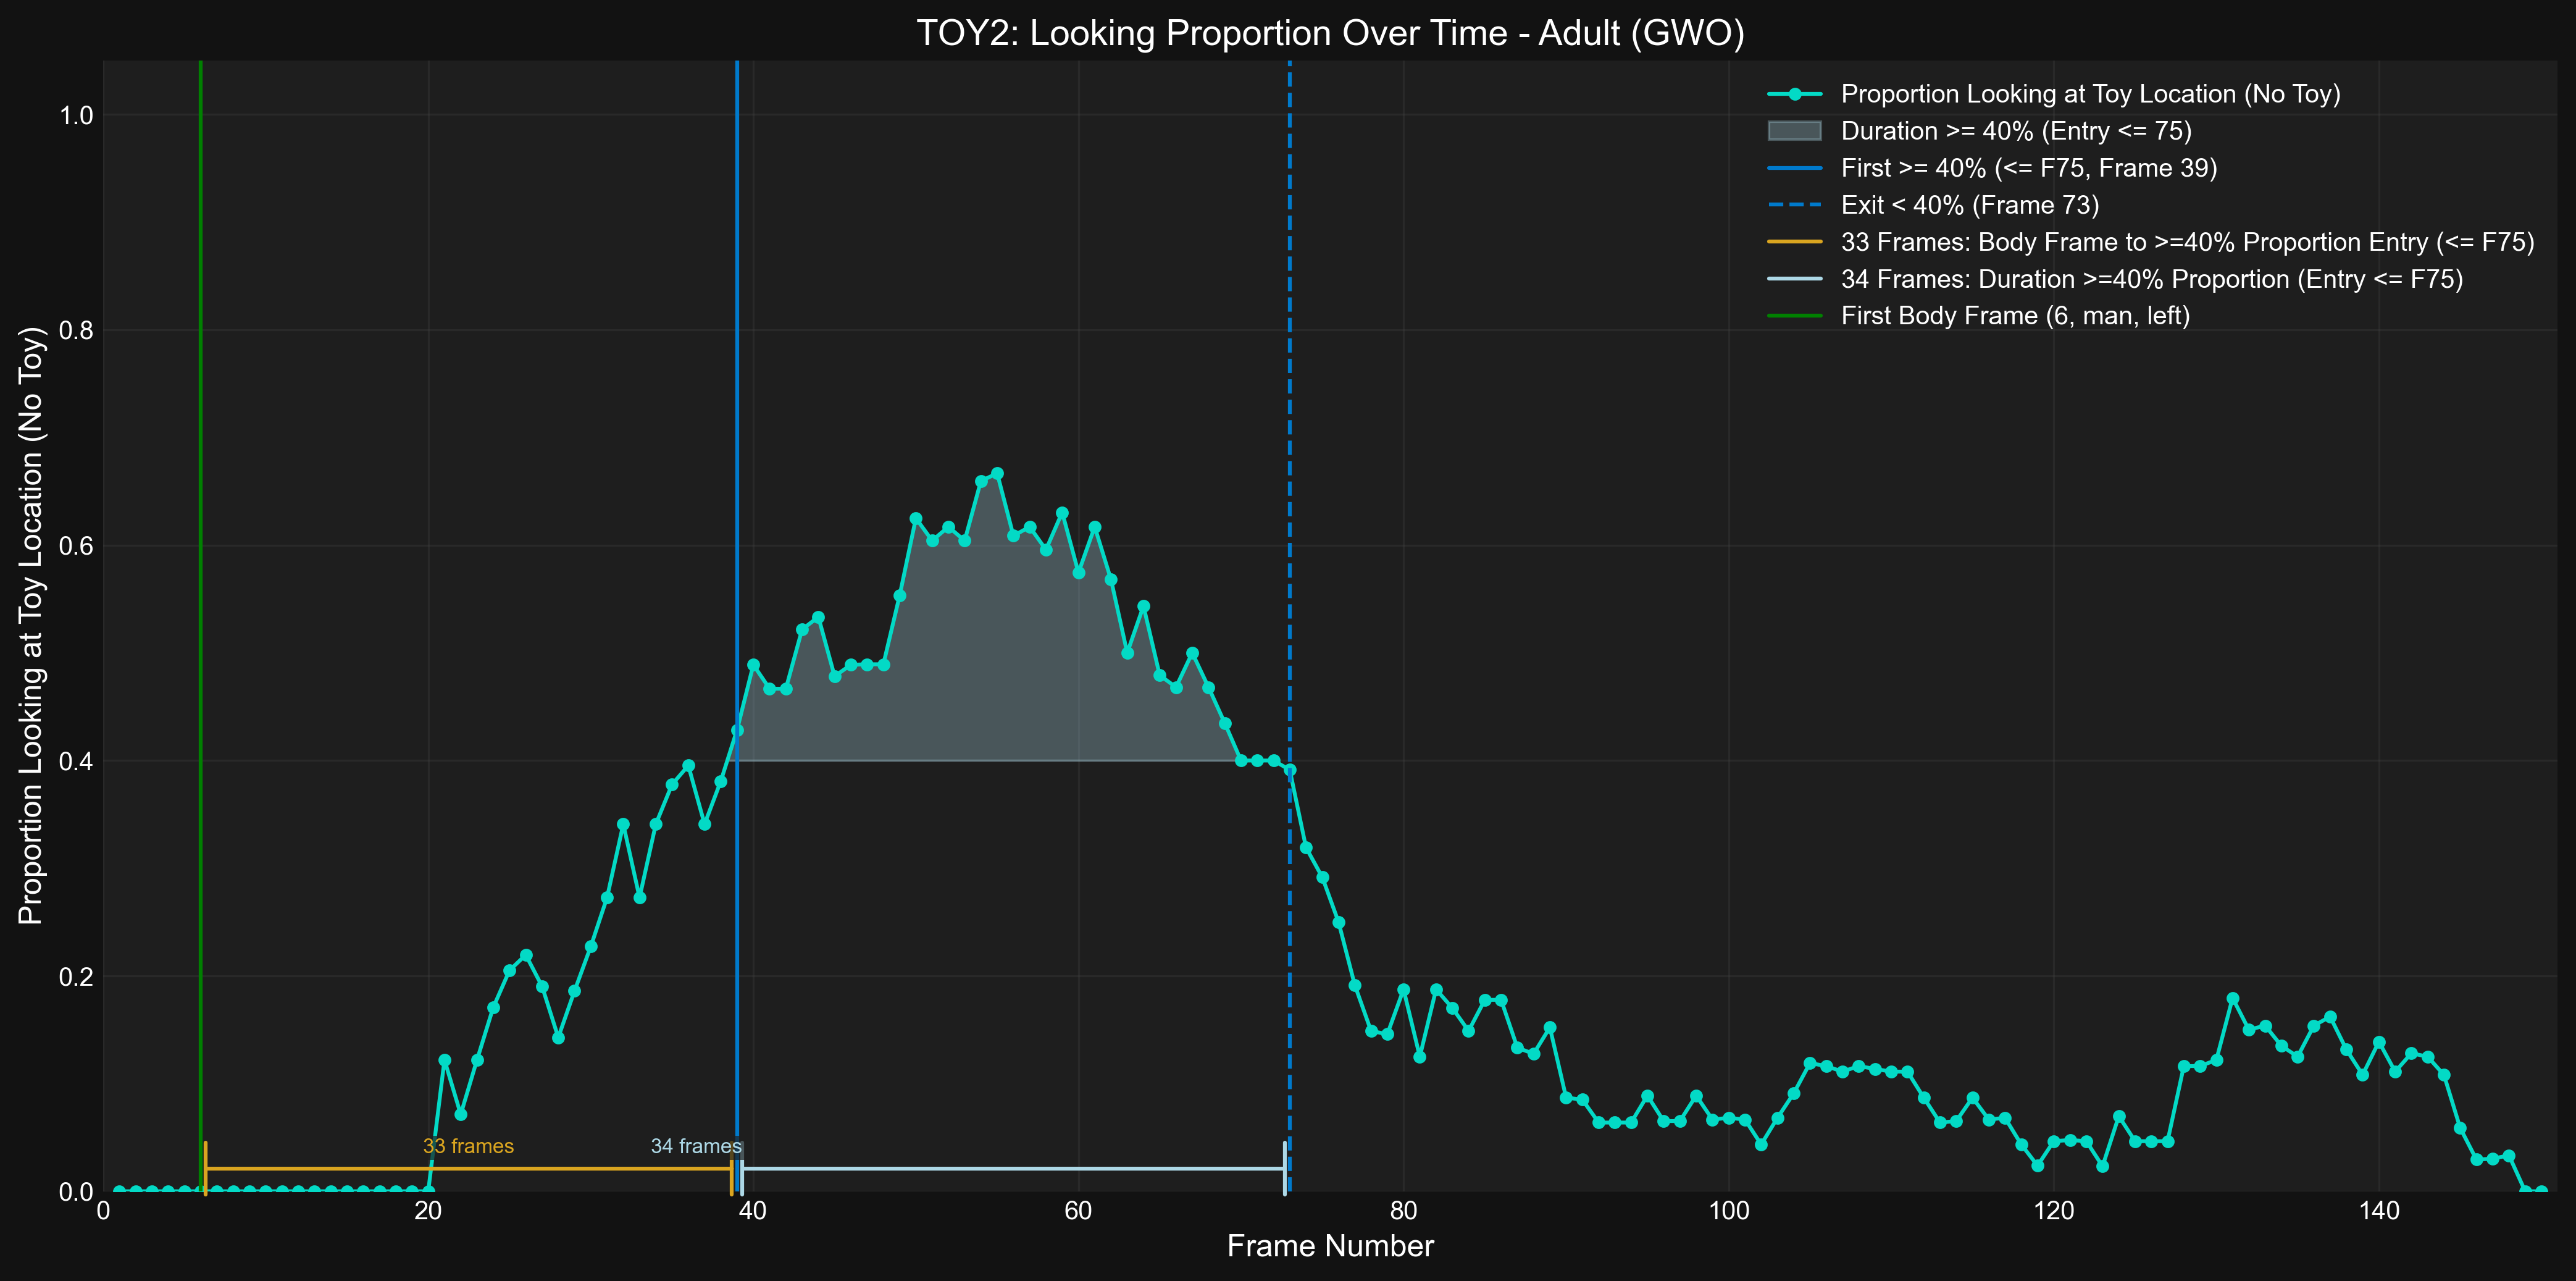 TOY2: Looking Proportion Over Time - Adult (GWO)
Proportion Looking at Toy Location (No Toy)
Duration >= 40% (Entry <= 75)
First >= 40% (<= F75, Frame 39)
Exit < 40% (Frame 73)
33 Frames: Body Frame to >=40% Proportion Entry (<= F75)
34 Frames: Duration >=40% Proportion (Entry <= F75)
First Body Frame (6, man, left)
Proportion Looking at Toy Location (No Toy)
1.0
0.8
0.6
0.4
0.2
0.0
33 frames
34 frames
0 20 40 60 80 100 120 140
Frame Number